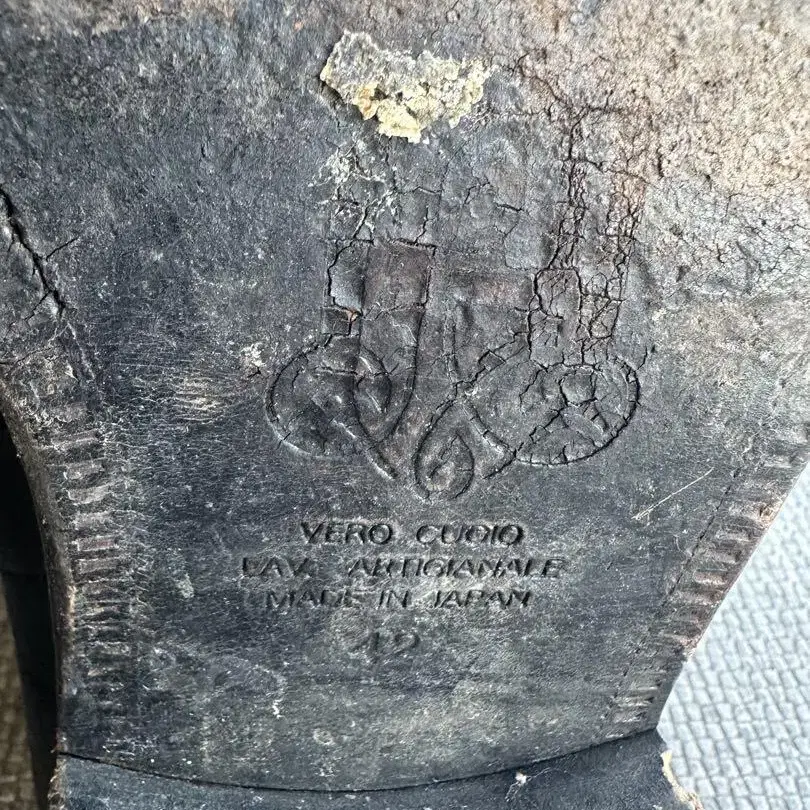 VERO CUOIO
LAV. ARTIGIANALE
MADE IN JAPAN
42